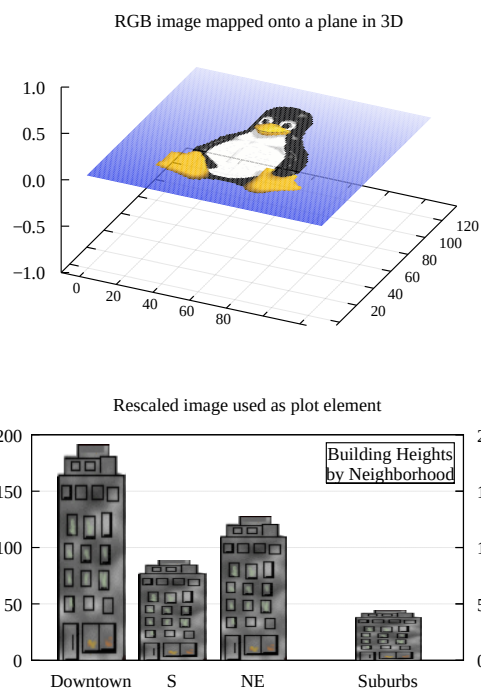 RGB image mapped onto a plane in 3D
1.0
0.5
0.0
−0.5
−1.0
0 20 40 60 80
20 40 60 80 100 120
Rescaled image used as plot element
200
150
100
50
0
Building Heights
by Neighborhood
Downtown S NE Suburbs